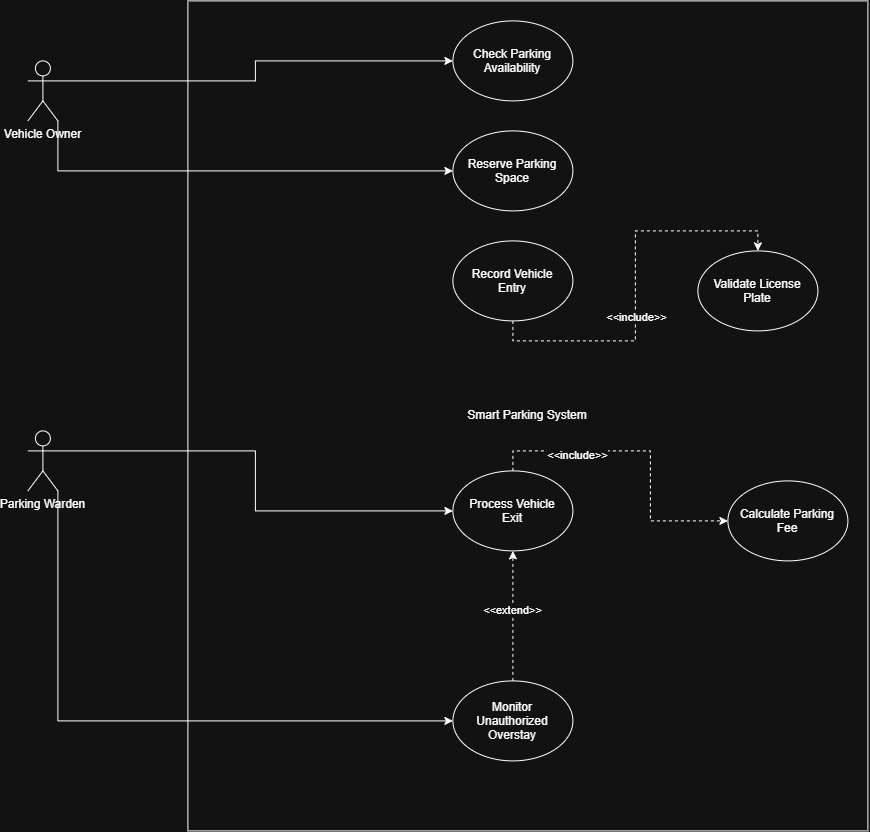 Check Parking
Availability
Vehicle Owner
Reserve Parking
Space
Record Vehicle
Entry
Validate License
Plate
<<include>>
Smart Parking System
<<include>>
Parking Warden
Process Vehicle
Exit
Calculate Parking
Fee
<<extend>>
Monitor
Unauthorized
Overstay